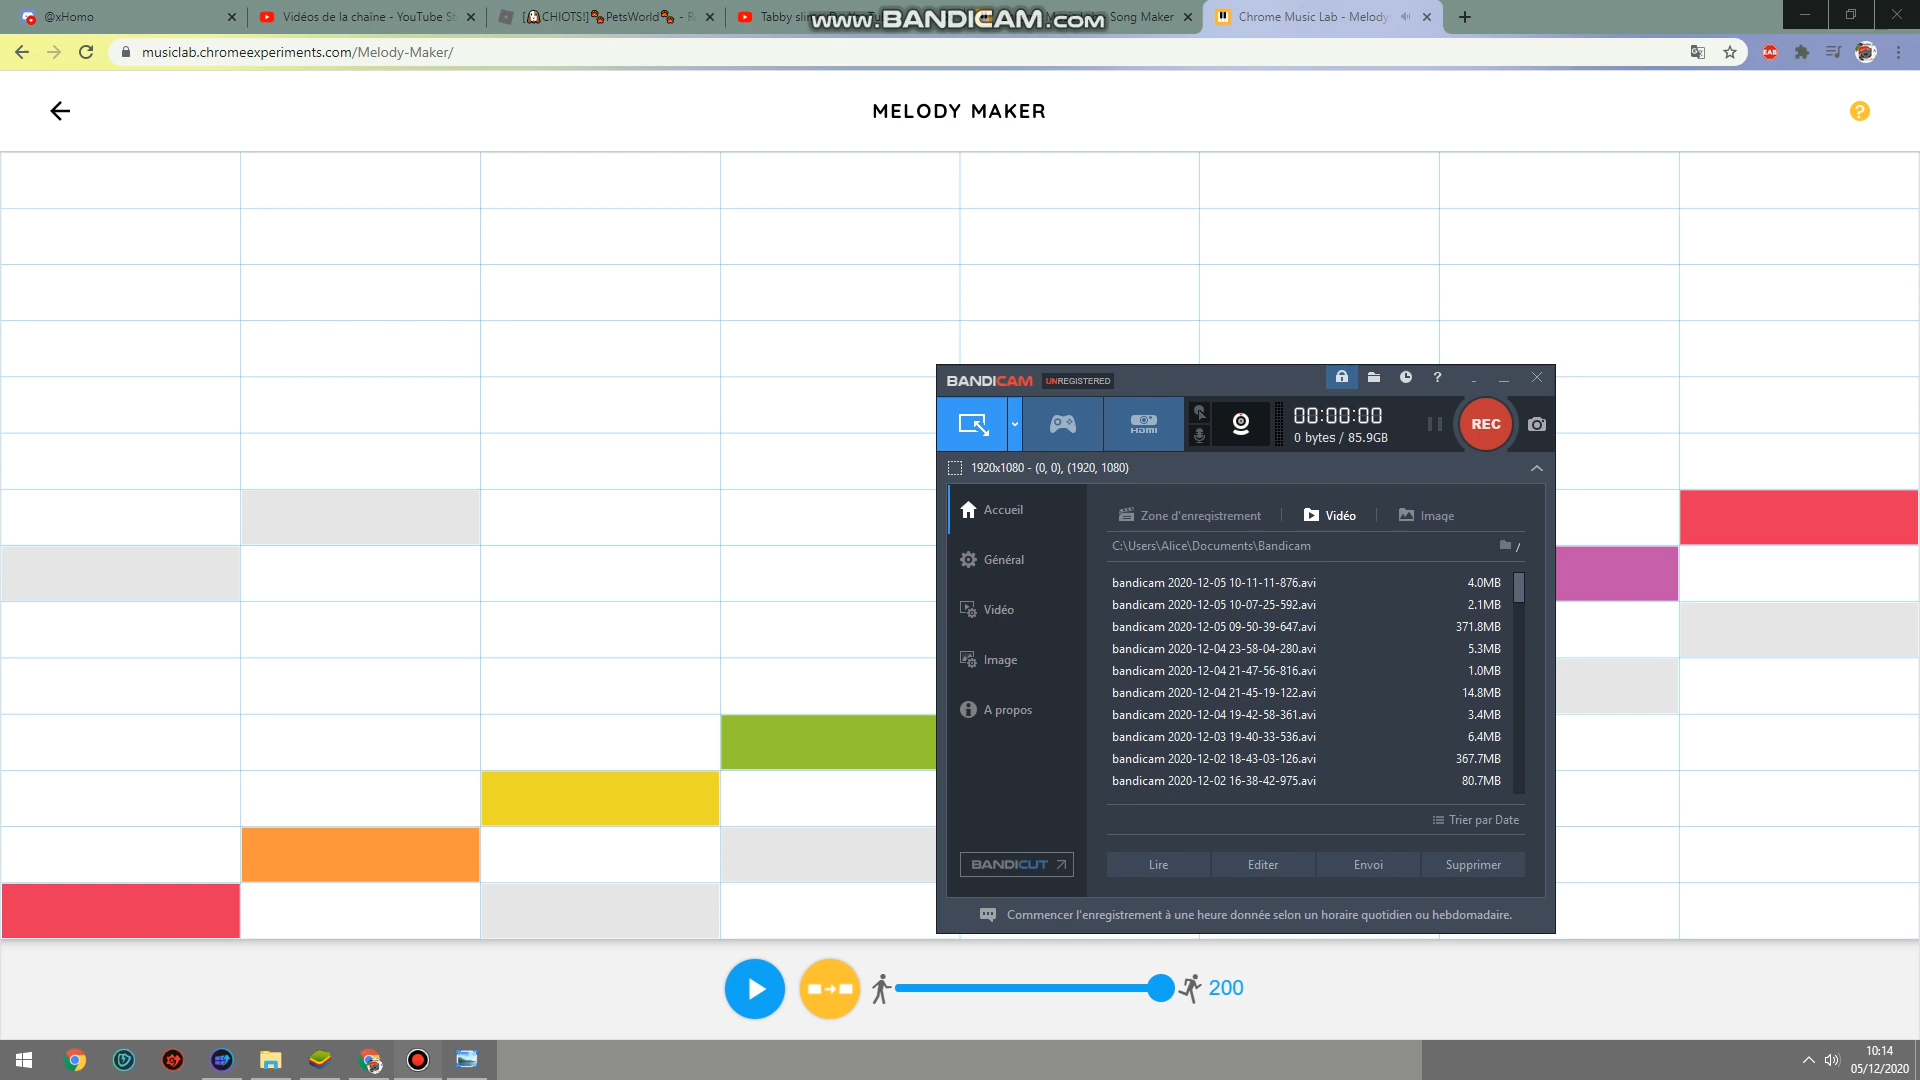 @xHomo
Vidéos de la chaîne - YouTube St
[🐶CHIOTS!]🐾PetsWorld🐾 - R
Tabby slim
www.BANDICAM.com
Song Maker
Chrome Music Lab - Melody
musiclab.chromeexperiments.com/Melody-Maker/
EAB
MELODY MAKER
?
BANDICAM UNREGISTERED
?
HDMI
00:00:00
0 bytes / 85.9GB
REC
1920x1080 - (0, 0), (1920, 1080)
Accueil
Général
Vidéo
Image
A propos
BANDICUT
Zone d'enregistrement
Vidéo
Image
C:\Users\Alice\Documents\Bandicam
/
bandicam 2020-12-05 10-11-11-876.avi 4.0MB
bandicam 2020-12-05 10-07-25-592.avi 2.1MB
bandicam 2020-12-05 09-50-39-647.avi 371.8MB
bandicam 2020-12-04 23-58-04-280.avi 5.3MB
bandicam 2020-12-04 21-47-56-816.avi 1.0MB
bandicam 2020-12-04 21-45-19-122.avi 14.8MB
bandicam 2020-12-04 19-42-58-361.avi 3.4MB
bandicam 2020-12-03 19-40-33-536.avi 6.4MB
bandicam 2020-12-02 18-43-03-126.avi 367.7MB
bandicam 2020-12-02 16-38-42-975.avi 80.7MB
Trier par Date
Lire
Editer
Envoi
Supprimer
Commencer l'enregistrement à une heure donnée selon un horaire quotidien ou hebdomadaire.
200
10:14
05/12/2020